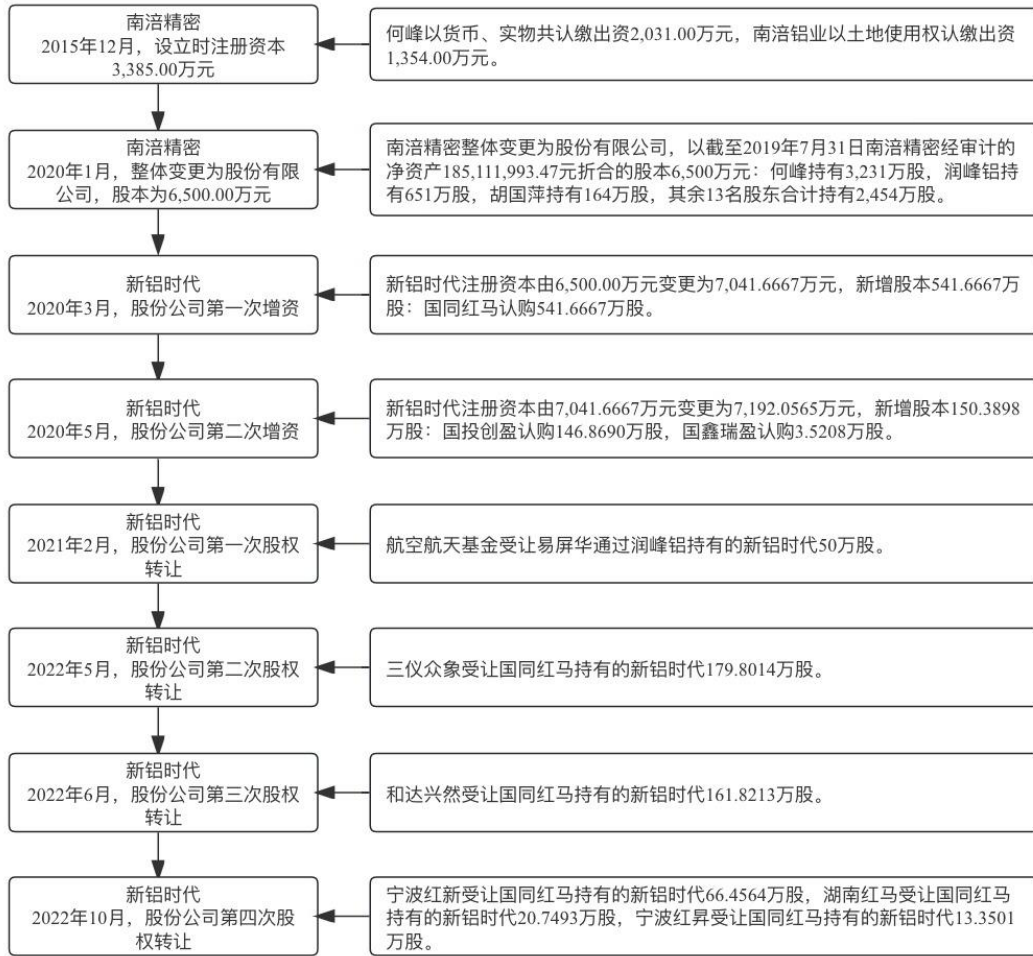 南涪精密
2015年12月，设立时注册资本
3,385.00万元
何峰以货币、实物共认缴出资2,031.00万元，南涪铝业以土地使用权认缴出资
1,354.00万元。
南涪精密
2020年1月，整体变更为股份有限
公司，股本为6,500.00万元
南涪精密整体变更为股份有限公司，以截至2019年7月31日南涪精密经审计的
净资产185,111,993.47元折合的股本6,500万元：何峰持有3,231万股，润峰铝持
有651万股，胡国萍持有164万股，其余13名股东合计持有2,454万股。
新铝时代
2020年3月，股份公司第一次增资
新铝时代注册资本由6,500.00万元变更为7,041.6667万元，新增股本541.6667万
股：国同红马认购541.6667万股。
新铝时代
2020年5月，股份公司第二次增资
新铝时代注册资本由7,041.6667万元变更为7,192.0565万元，新增股本150.3898
万股：国投创盈认购146.8690万股，国鑫瑞盈认购3.5208万股。
新铝时代
2021年2月，股份公司第一次股权
转让
航空航天基金受让易屏华通过润峰铝持有的新铝时代50万股。
新铝时代
2022年5月，股份公司第二次股权
转让
三仪众象受让国同红马持有的新铝时代179.8014万股。
新铝时代
2022年6月，股份公司第三次股权
转让
和达兴然受让国同红马持有的新铝时代161.8213万股。
新铝时代
2022年10月，股份公司第四次股
权转让
宁波红新受让国同红马持有的新铝时代66.4564万股，湖南红马受让国同红马
持有的新铝时代20.7493万股，宁波红昇受让国同红马持有的新铝时代13.3501
万股。